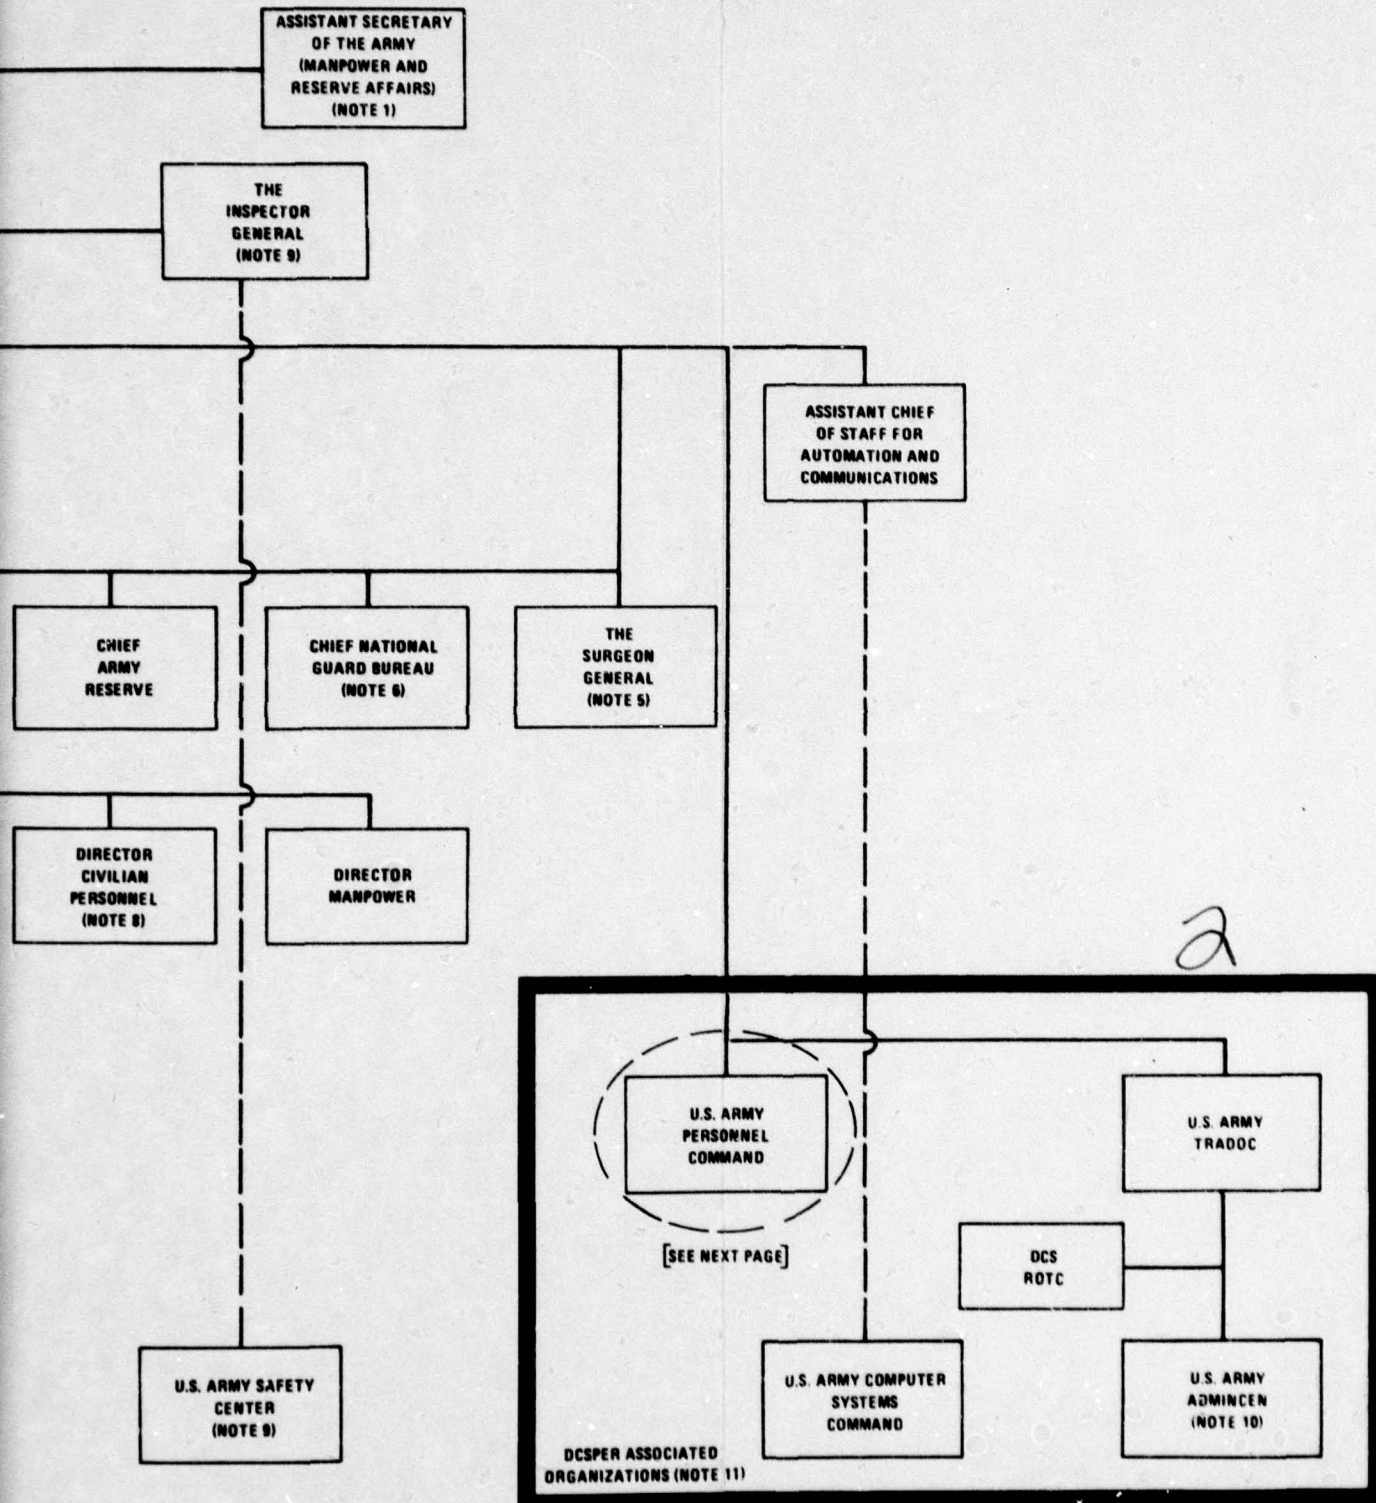 ASSISTANT SECRETARY
OF THE ARMY
(MANPOWER AND
RESERVE AFFAIRS)
(NOTE 1)
THE
INSPECTOR
GENERAL
(NOTE 9)
ASSISTANT CHIEF
OF STAFF FOR
AUTOMATION AND
COMMUNICATIONS
CHIEF
ARMY
RESERVE
CHIEF NATIONAL
GUARD BUREAU
(NOTE 6)
THE
SURGEON
GENERAL
(NOTE 5)
DIRECTOR
CIVILIAN
PERSONNEL
(NOTE 8)
DIRECTOR
MANPOWER
2
U.S. ARMY
PERSONNEL
COMMAND
[SEE NEXT PAGE]
U.S. ARMY
TRADOC
DCS
ROTC
U.S. ARMY SAFETY
CENTER
(NOTE 9)
U.S. ARMY COMPUTER
SYSTEMS
COMMAND
U.S. ARMY
ADMINCEN
(NOTE 10)
DCSPER ASSOCIATED
ORGANIZATIONS (NOTE 11)